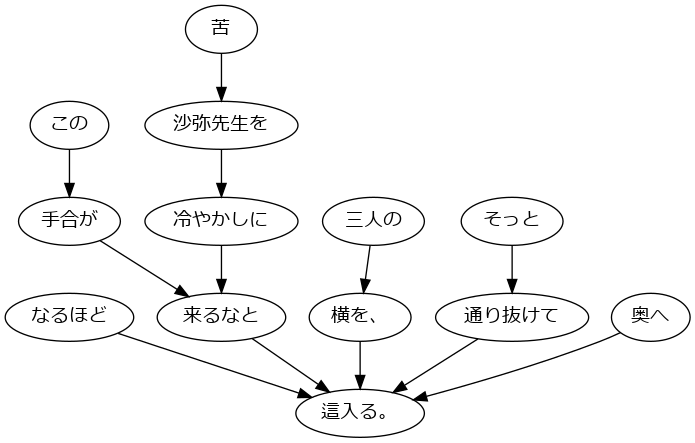 苦
この
沙弥先生を
手合が
冷やかしに
三人の
そっと
なるほど
来るなと
横を、
通り抜けて
奥へ
這入る。